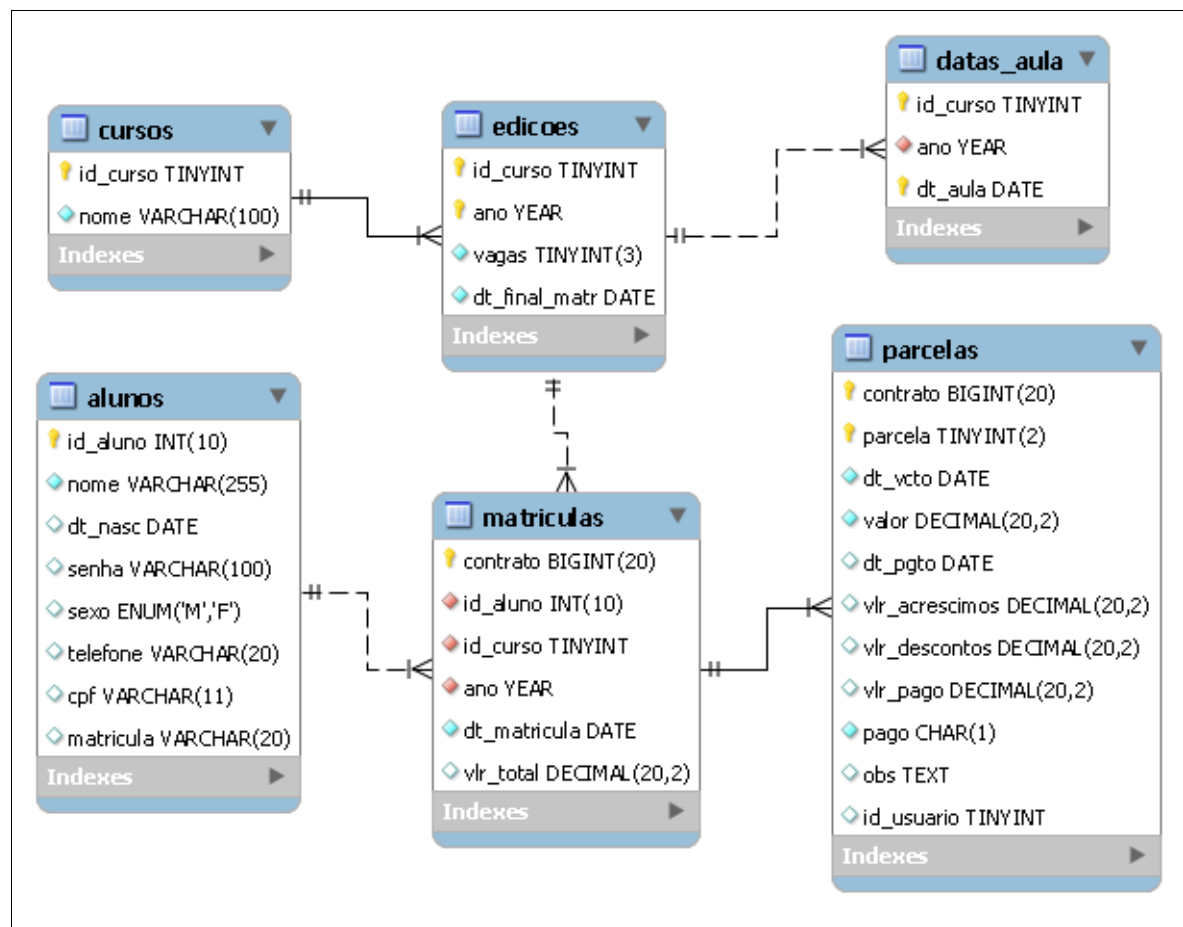 cursos
id_curso TINYINT
nome VARCHAR(100)
Indexes
edicoes
id_curso TINYINT
ano YEAR
vagas TINYINT(3)
dt_final_matr DATE
Indexes
datas_aula
id_curso TINYINT
ano YEAR
dt_aula DATE
Indexes
alunos
id_aluno INT(10)
nome VARCHAR(255)
dt_nasc DATE
senha VARCHAR(100)
sexo ENUM('M','F')
telefone VARCHAR(20)
cpf VARCHAR(11)
matricula VARCHAR(20)
Indexes
matriculas
contrato BIGINT(20)
id_aluno INT(10)
id_curso TINYINT
ano YEAR
dt_matricula DATE
vlr_total DECIMAL(20,2)
Indexes
parcelas
contrato BIGINT(20)
parcela TINYINT(2)
dt_vcto DATE
valor DECIMAL(20,2)
dt_pgto DATE
vlr_acrescimos DECIMAL(20,2)
vlr_descontos DECIMAL(20,2)
vlr_pago DECIMAL(20,2)
pago CHAR(1)
obs TEXT
id_usuario TINYINT
Indexes